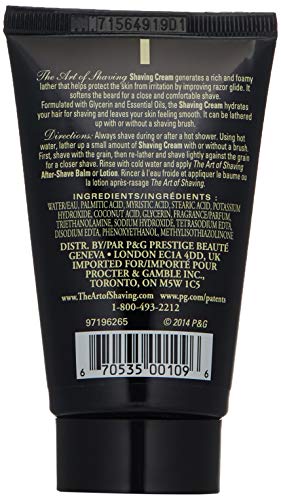 71564919D1
The Art of Shaving Shaving Cream generates a rich and foamy
lather that helps protect the skin from irritation by improving razor glide. It
softens the beard for a close and comfortable shave.
Formulated with Glycerin and Essential Oils, the Shaving Cream hydrates
your hair for shaving and leaves your skin feeling smooth. It can be lathered
up with or without a shaving brush.
Directions: Always shave during or after a hot shower. Using hot
water, lather up a small amount of Shaving Cream with or without a brush.
First, shave with the grain, then re-lather and shave lightly against the grain
for a closer shave. Rinse with cold water and apply The Art of Shaving
After-Shave Balm or Lotion. Rincer à l'eau froide et appliquer le baume ou
la lotion après-rasage The Art of Shaving.
INGREDIENTS/INGRÉDIENTS :
WATER/EAU, PALMITIC ACID, MYRISTIC ACID, STEARIC ACID, POTASSIUM
HYDROXIDE, COCONUT ACID, GLYCERIN, FRAGRANCE/PARFUM,
TRIETHANOLAMINE, SODIUM HYDROXIDE, TETRASODIUM EDTA,
DISODIUM EDTA, PHENOXYETHANOL, METHYLISOTHIAZOLINONE
DISTR. BY/PAR P&G PRESTIGE BEAUTÉ
GENEVA • LONDON EC1A 4DD, UK
IMPORTED FOR/IMPORTÉ POUR
PROCTER & GAMBLE INC.,
TORONTO, ON M5W 1C5
www.TheArtofShaving.com www.pg.com/patents
1-800-493-2212
97196265 © 2014 P&G
6 70535 00109 6